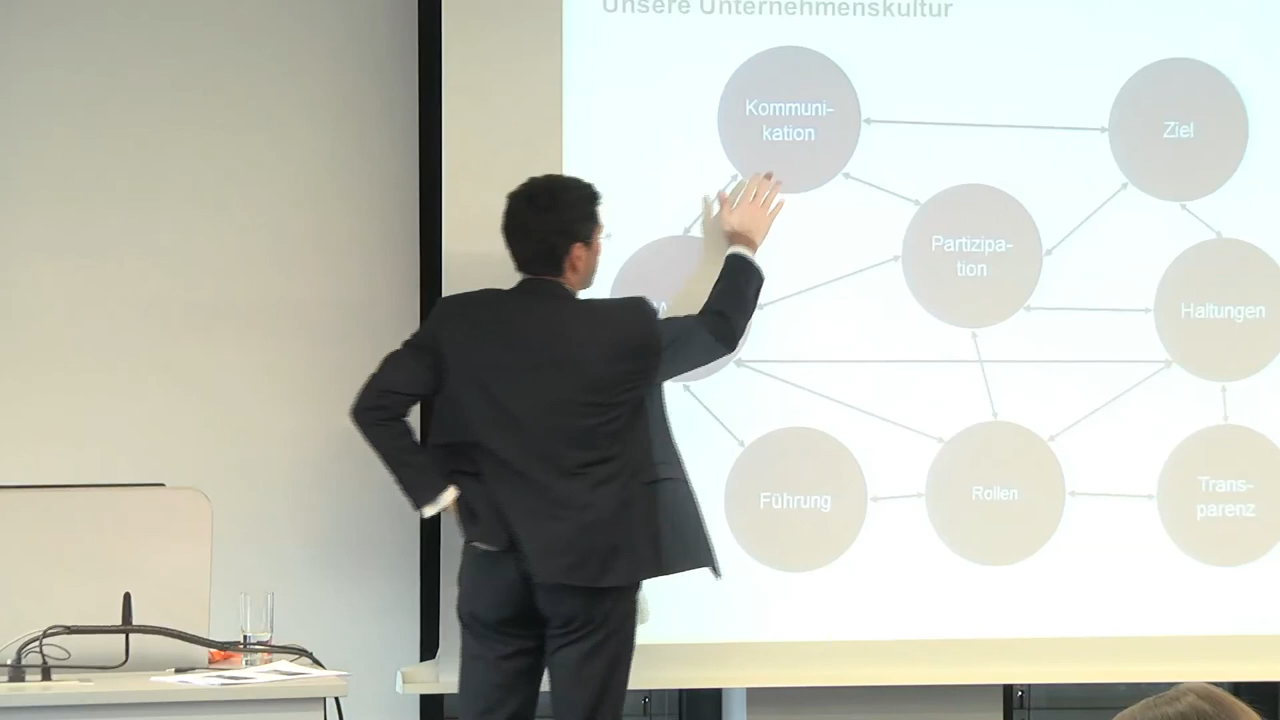 Unsere Unternehmenskultur
Kommuni-
kation
Ziel
Partizipa-
tion
Haltungen
Führung
Rollen
Trans-
parenz